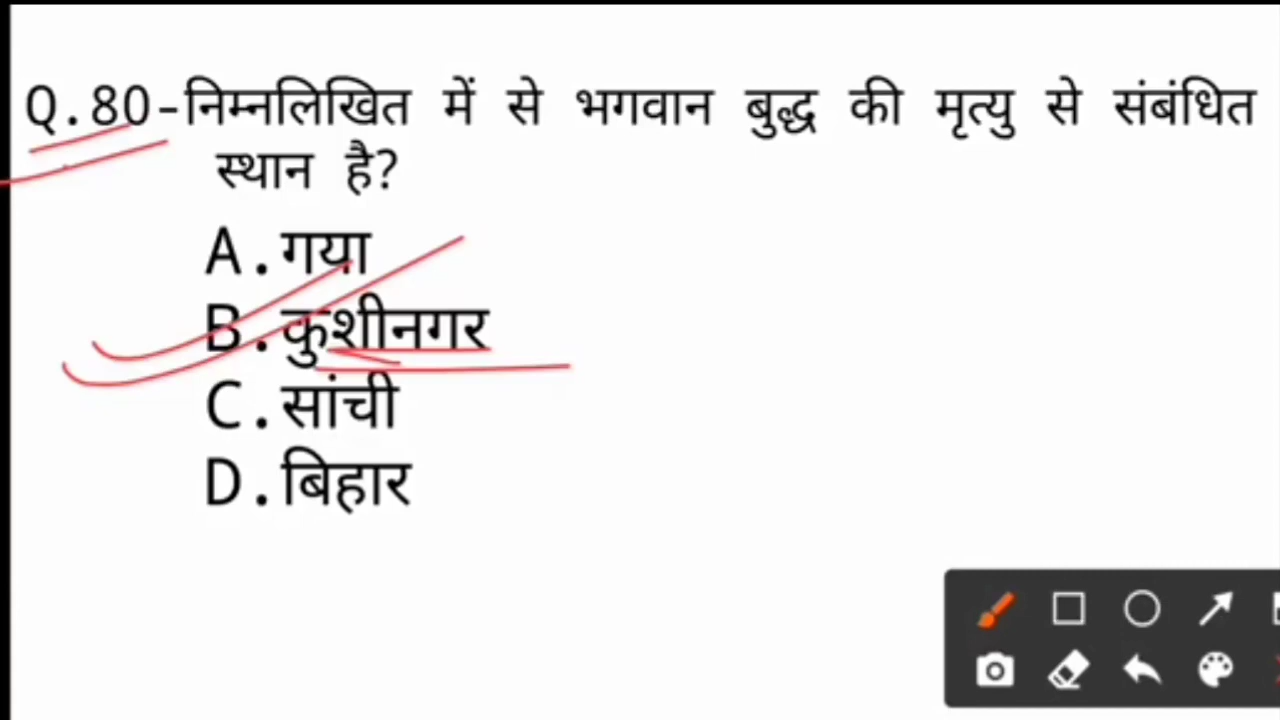 Q.80-निम्नलिखित में से भगवान बुद्ध की मृत्यु से संबंधित
स्थान है?
A.गया
B.कुशीनगर
C.सांची
D.बिहार